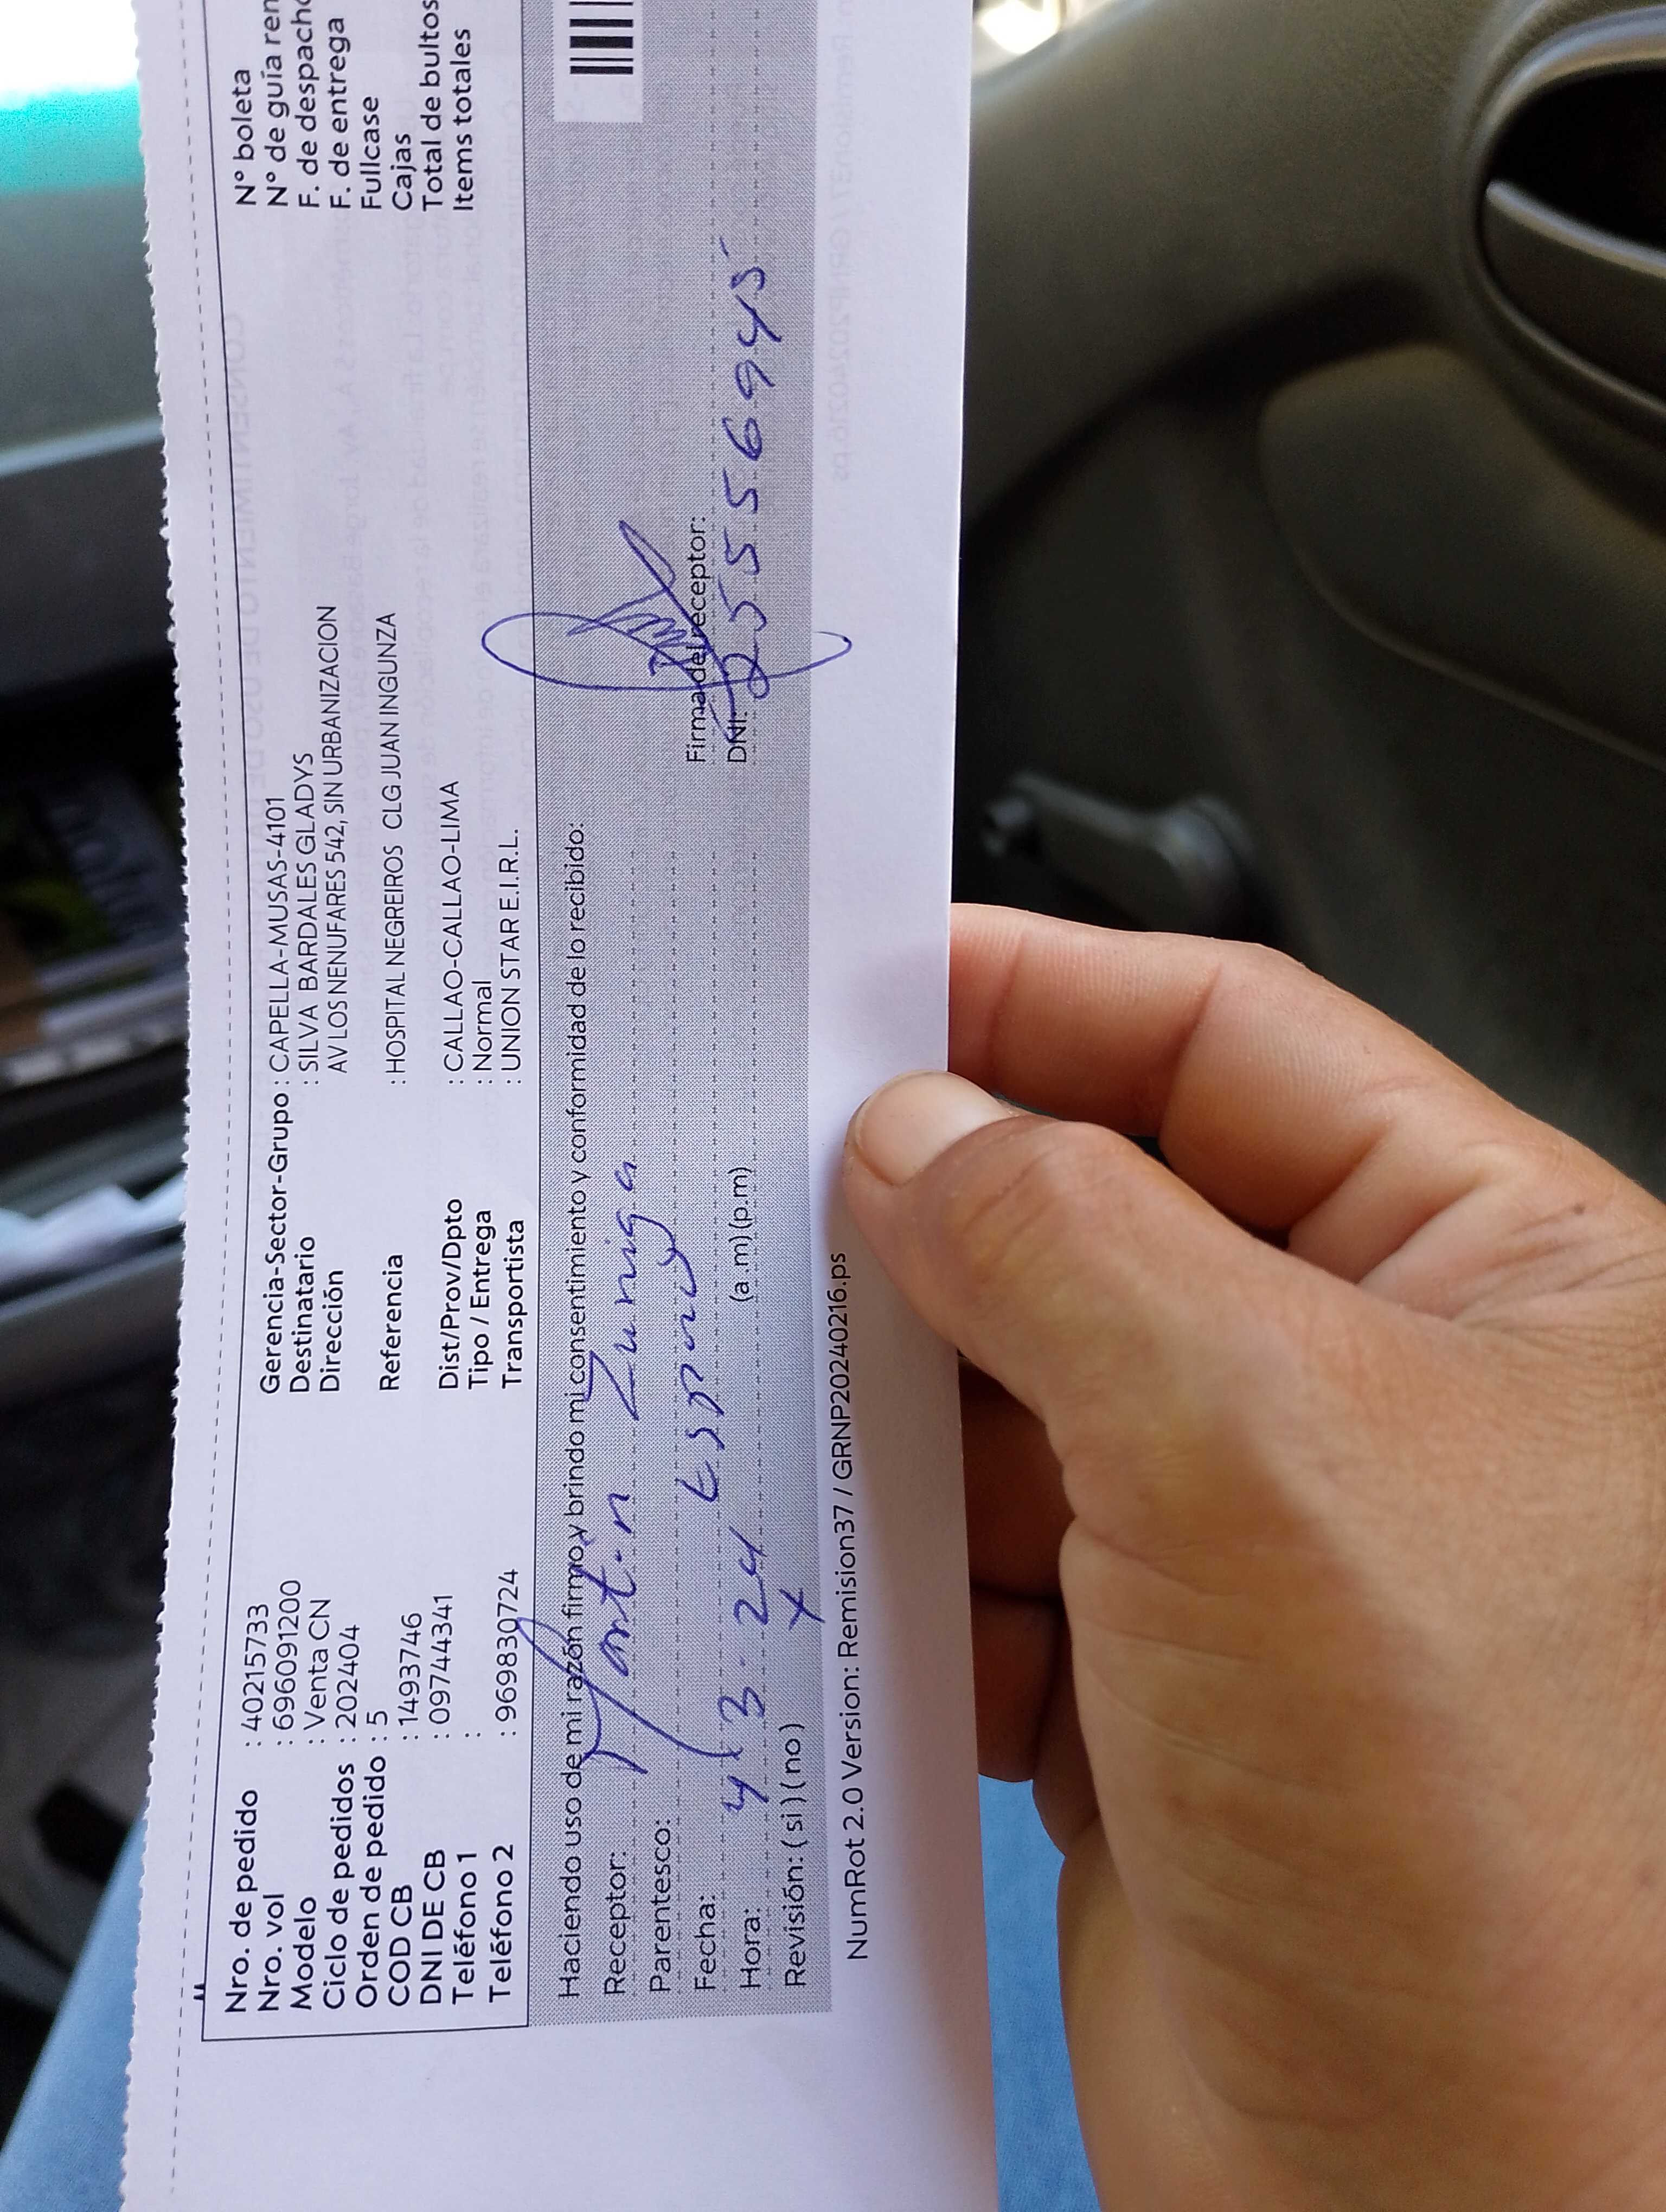 Nro. de pedido : 40215733
Nro. vol : 696091200
Modelo : Venta CN
Ciclo de pedidos : 202404
Orden de pedido : 5
COD CB : 1493746
DNI DE CB : 09744341
Teléfono 1 :
Teléfono 2 : 969830724
Gerencia-Sector-Grupo : CAPELLA-MUSAS-4101
Destinatario : SILVA BARDALES GLADYS
Dirección AV LOS NENUFARES 542, SIN URBANIZACION
Referencia : HOSPITAL NEGREIROS CLG JUAN INGUNZA
Dist/Prov/Dpto : CALLAO-CALLAO-LIMA
Tipo / Entrega : Normal
Transportista : UNION STAR E.I.R.L.
N° boleta
N° de guía
F. de despacho
F. de entrega
Fullcase
Cajas
Total de bultos
Items totales
Haciendo uso de mi razón firmo y brindo mi consentimiento y conformidad de lo recibido:
Receptor: Martin Zuniga
Parentesco: Esposo
Fecha: 4 3-24
Hora: (a.m) (p.m)
Revisión: ( si ) ( no ) X
Firma del receptor:
DNI: 25556945
NumRot 2.0 Version: Remision37 / GRNP20240216.ps